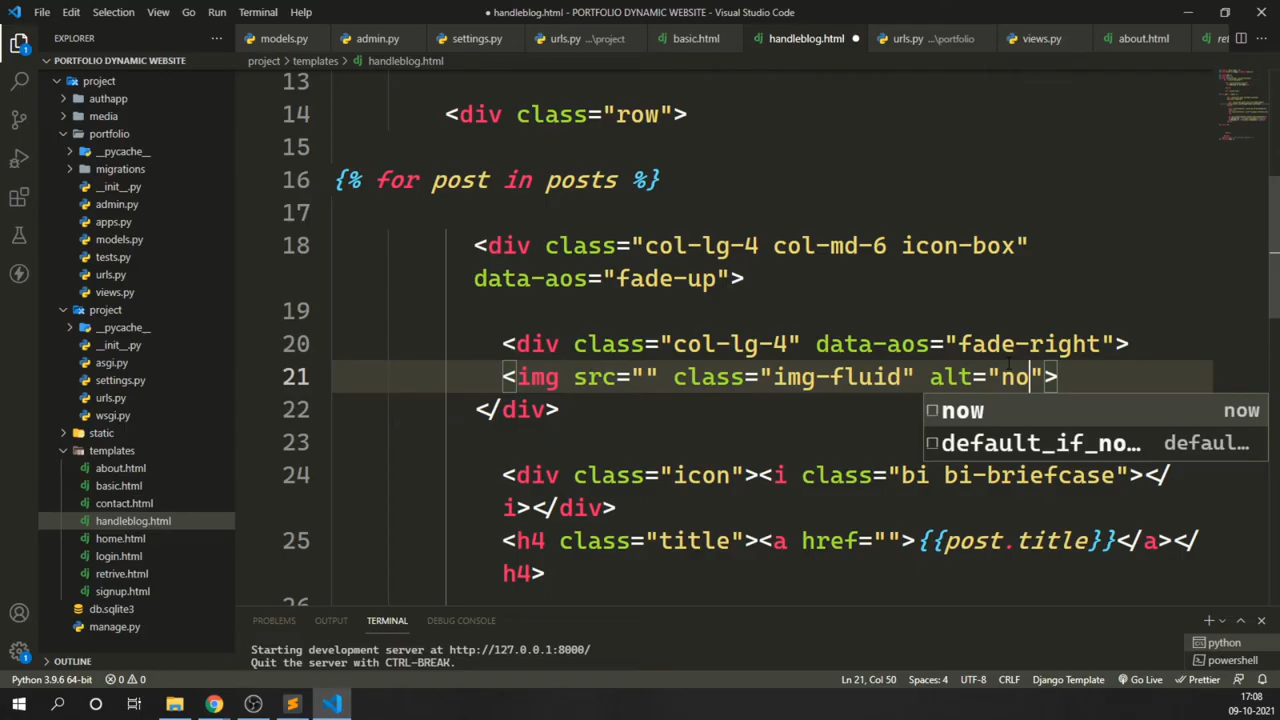 File Edit Selection View Go Run Terminal Help
● handleblog.html - PORTFOLIO DYNAMIC WEBSITE - Visual Studio Code
EXPLORER
models.py admin.py settings.py urls.py ...\project basic.html handleblog.html ● urls.py ...\portfolio views.py about.html
PORTFOLIO DYNAMIC WEBSITE
project > templates > handleblog.html
project
authapp
media
portfolio
__pycache__
migrations
__init__.py
admin.py
apps.py
models.py
tests.py
urls.py
views.py
project
__pycache__
__init__.py
asgi.py
settings.py
urls.py
wsgi.py
static
templates
about.html
basic.html
contact.html
handleblog.html
home.html
login.html
retrive.html
signup.html
db.sqlite3
manage.py
OUTLINE
13
14 <div class="row">
15
16 {% for post in posts %}
17
18 <div class="col-lg-4 col-md-6 icon-box"
data-aos="fade-up">
19
20 <div class="col-lg-4" data-aos="fade-right">
21 <img src="" class="img-fluid" alt="no">
22 </div>
now now
default_if_no... defaul...
23
24 <div class="icon"><i class="bi bi-briefcase"></
i></div>
25 <h4 class="title"><a href="">{{post.title}}</a></
h4>
PROBLEMS OUTPUT TERMINAL DEBUG CONSOLE
Starting development server at http://127.0.0.1:8000/
Quit the server with CTRL-BREAK.
python
powershell
1
1
Python 3.9.6 64-bit 0 0 Ln 21, Col 50 Spaces: 4 UTF-8 CRLF Django Template Go Live Prettier
17:08
09-10-2021